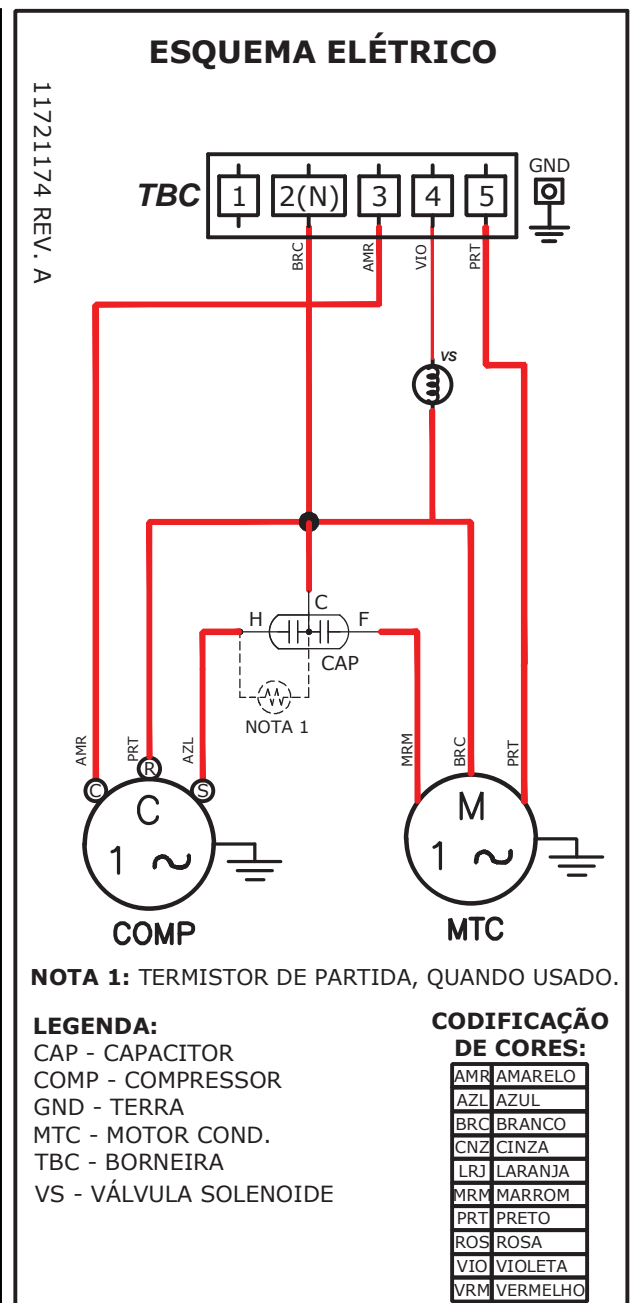 ESQUEMA ELÉTRICO
11721174 REV. A
GND
TBC 1 2(N) 3 4 5
BRC AMR VIO PRT
VS
C
H F
CAP
NOTA 1
AMR PRT AZL MRM BRC PRT
C R S
C M
1 ~ 1 ~
COMP MTC
NOTA 1: TERMISTOR DE PARTIDA, QUANDO USADO.
LEGENDA:
CAP - CAPACITOR
COMP - COMPRESSOR
GND - TERRA
MTC - MOTOR COND.
TBC - BORNEIRA
VS - VÁLVULA SOLENOIDE
CODIFICAÇÃO
DE CORES:
AMR AMARELO
AZL AZUL
BRC BRANCO
CNZ CINZA
LRJ LARANJA
MRM MARROM
PRT PRETO
ROS ROSA
VIO VIOLETA
VRM VERMELHO